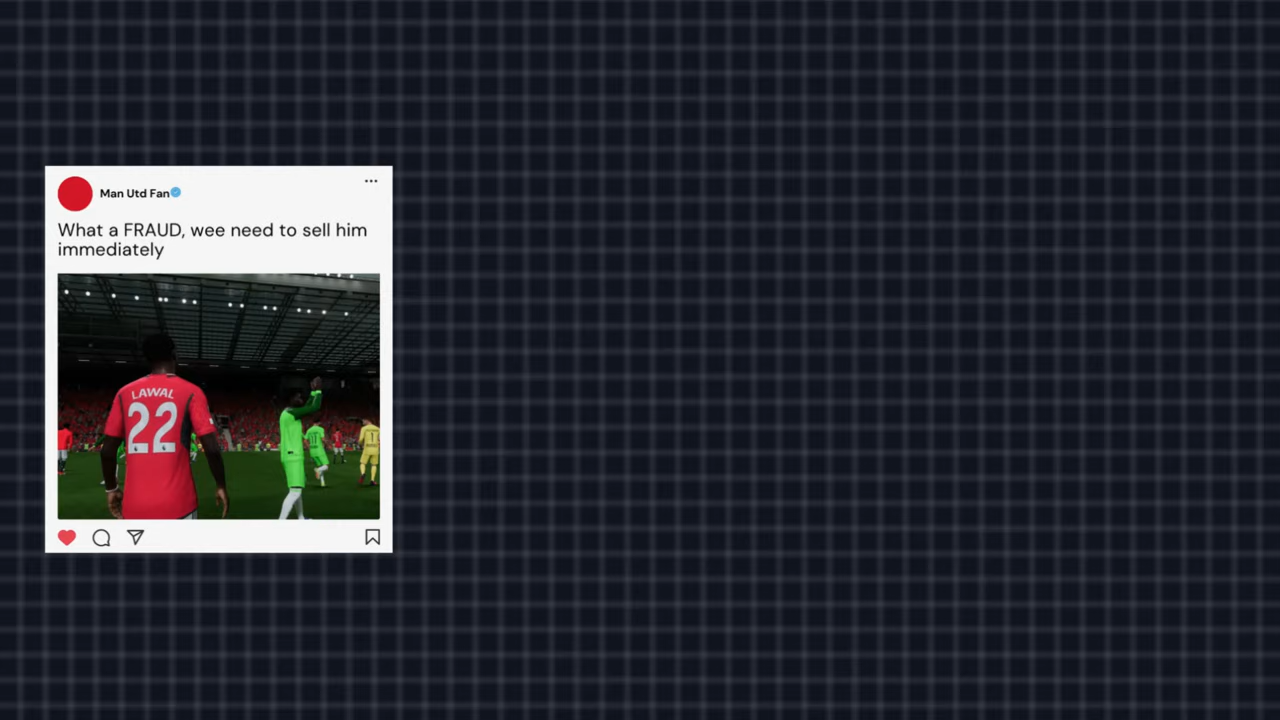 Man Utd Fan
What a FRAUD, wee need to sell him
immediately
LAWAL
22